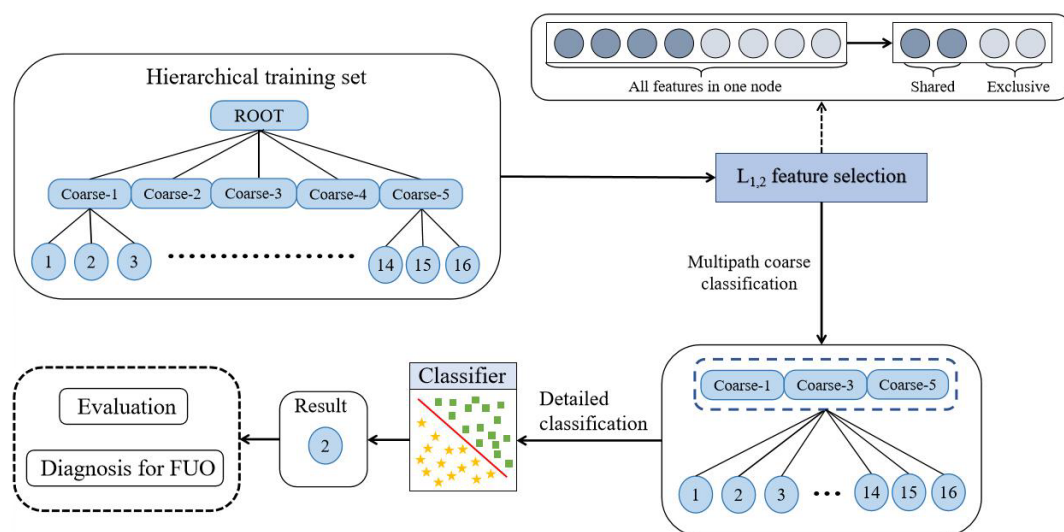 Hierarchical training set
ROOT
Coarse-1 Coarse-2 Coarse-3 Coarse-4 Coarse-5
1 2 3 14 15 16
All features in one node
Shared Exclusive
L1,2 feature selection
Multipath coarse
classification
Coarse-1 Coarse-3 Coarse-5
1 2 3 ... 14 15 16
Detailed
classification
Classifier
Result
2
Evaluation
Diagnosis for FUO